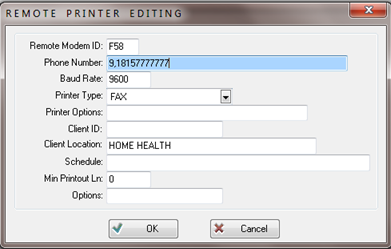 REMOTE PRINTER EDITING
Remote Modem ID: F58
Phone Number: 9,18157777777
Baud Rate: 9600
Printer Type: FAX
Printer Options:
Client ID:
Client Location: HOME HEALTH
Schedule:
Min Printout Ln: 0
Options:
OK Cancel